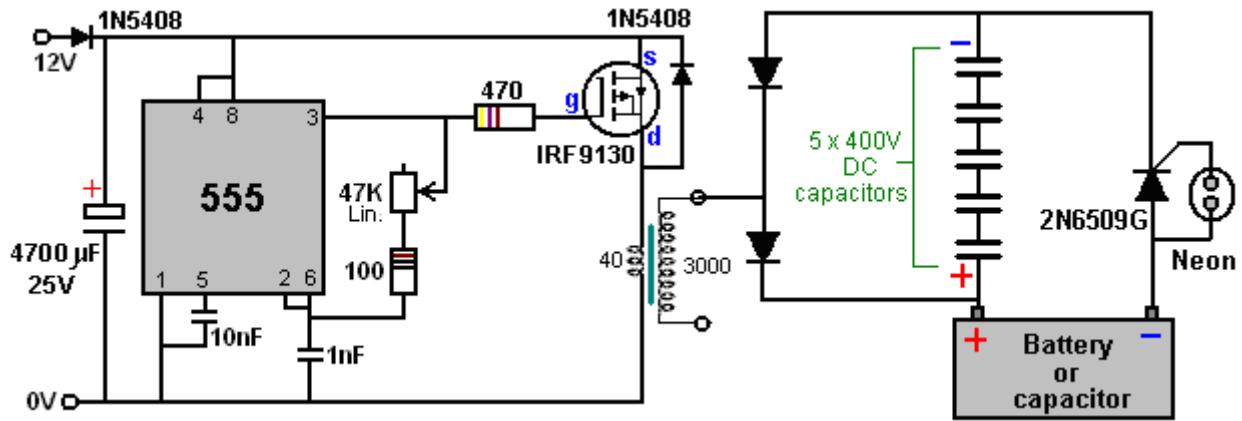 1N5408
12V
4 8 3
555
1 5 2 6
+
4700 µF
25V
10nF
1nF
0V
47K
Lin.
100
470
1N5408
s
g
d
IRF9130
40
3000
5 x 400V
DC
capacitors
−
+
2N6509G
Neon
+ −
Battery
or
capacitor